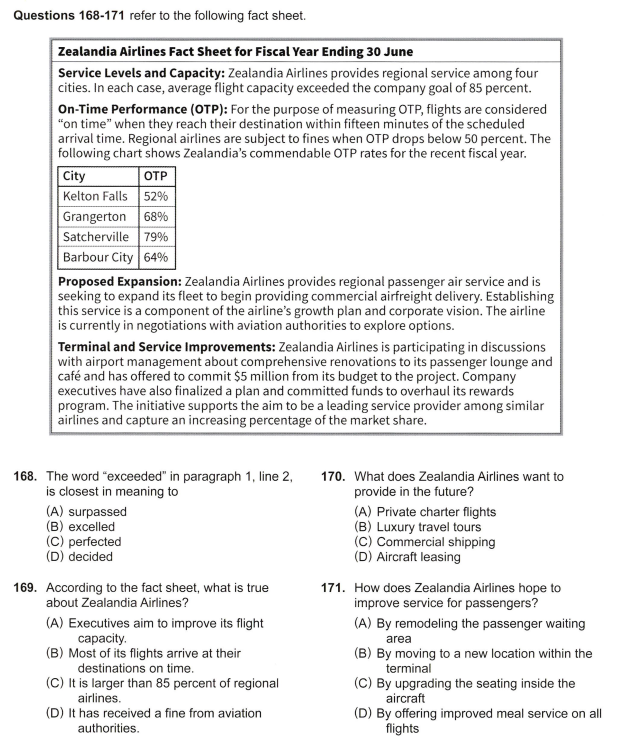 Questions 168-171 refer to the following fact sheet.
Zealandia Airlines Fact Sheet for Fiscal Year Ending 30 June
Service Levels and Capacity: Zealandia Airlines provides regional service among four
cities. In each case, average flight capacity exceeded the company goal of 85 percent.
On-Time Performance (OTP): For the purpose of measuring OTP, flights are considered
“on time” when they reach their destination within fifteen minutes of the scheduled
arrival time. Regional airlines are subject to fines when OTP drops below 50 percent. The
following chart shows Zealandia’s commendable OTP rates for the recent fiscal year.
City OTP
Kelton Falls 52%
Grangerton 68%
Satcherville 79%
Barbour City 64%
Proposed Expansion: Zealandia Airlines provides regional passenger air service and is
seeking to expand its fleet to begin providing commercial airfreight delivery. Establishing
this service is a component of the airline’s growth plan and corporate vision. The airline
is currently in negotiations with aviation authorities to explore options.
Terminal and Service Improvements: Zealandia Airlines is participating in discussions
with airport management about comprehensive renovations to its passenger lounge and
café and has offered to commit $5 million from its budget to the project. Company
executives have also finalized a plan and committed funds to overhaul its rewards
program. The initiative supports the aim to be a leading service provider among similar
airlines and capture an increasing percentage of the market share.
168. The word “exceeded” in paragraph 1, line 2,
is closest in meaning to
(A) surpassed
(B) excelled
(C) perfected
(D) decided
169. According to the fact sheet, what is true
about Zealandia Airlines?
(A) Executives aim to improve its flight
capacity.
(B) Most of its flights arrive at their
destinations on time.
(C) It is larger than 85 percent of regional
airlines.
(D) It has received a fine from aviation
authorities.
170. What does Zealandia Airlines want to
provide in the future?
(A) Private charter flights
(B) Luxury travel tours
(C) Commercial shipping
(D) Aircraft leasing
171. How does Zealandia Airlines hope to
improve service for passengers?
(A) By remodeling the passenger waiting
area
(B) By moving to a new location within the
terminal
(C) By upgrading the seating inside the
aircraft
(D) By offering improved meal service on all
flights